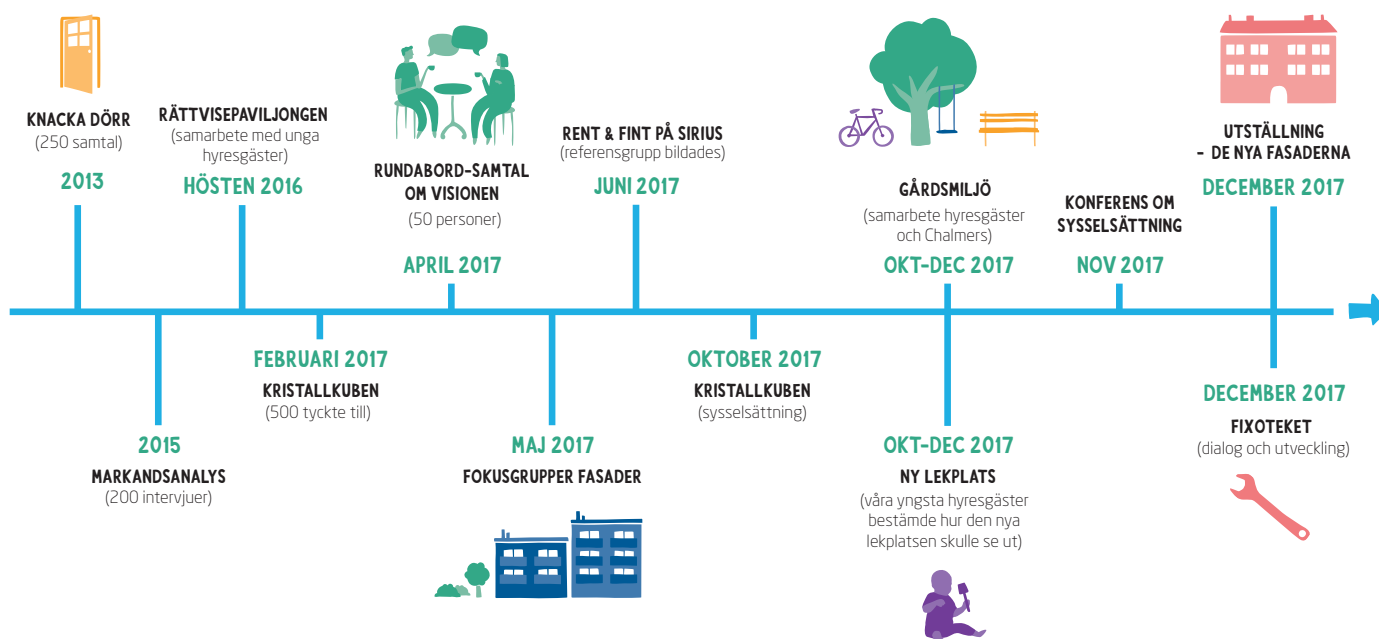 KNACKA DÖRR
(250 samtal)
2013
RÄTTVISEPAVILJONGEN
(samarbete med unga
hyresgäster)
HÖSTEN 2016
RUNDABORD-SAMTAL
OM VISIONEN
(50 personer)
APRIL 2017
RENT & FINT PÅ SIRIUS
(referensgrupp bildades)
JUNI 2017
GÅRDSMILJÖ
(samarbete hyresgäster
och Chalmers)
OKT-DEC 2017
KONFERENS OM
SYSSELSÄTTNING
NOV 2017
UTSTÄLLNING
- DE NYA FASADERNA
DECEMBER 2017
2015
MARKANDSANALYS
(200 intervjuer)
FEBRUARI 2017
KRISTALLKUBEN
(500 tyckte till)
MAJ 2017
FOKUSGRUPPER FASADER
OKTOBER 2017
KRISTALLKUBEN
(sysselsättning)
OKT-DEC 2017
NY LEKPLATS
(våra yngsta hyresgäster
bestämde hur den nya
lekplatsen skulle se ut)
DECEMBER 2017
FIXOTEKET
(dialog och utveckling)